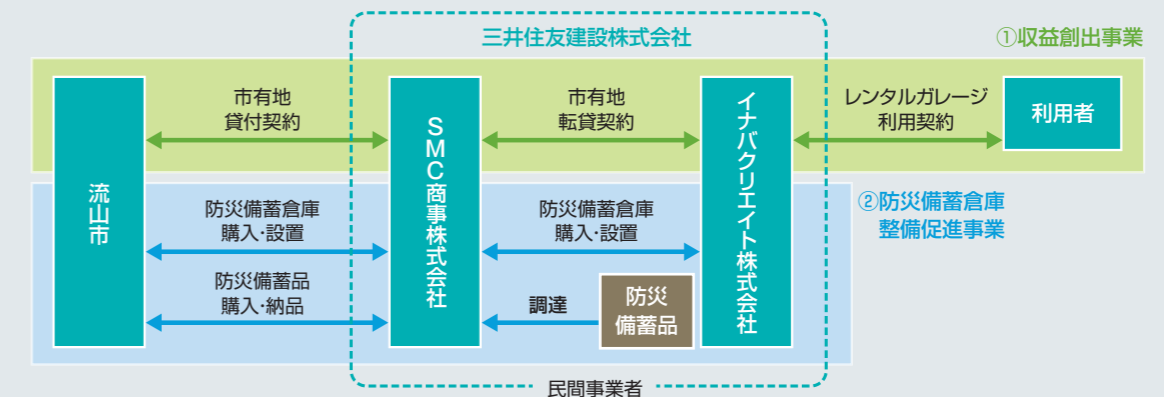 三井住友建設株式会社
①収益創出事業
市有地
貸付契約
市有地
転貸契約
レンタルガレージ
利用契約
利用者
流山市
SMC商事株式会社
イナバクリエイト株式会社
②防災備蓄倉庫
整備促進事業
防災備蓄倉庫
購入・設置
防災備蓄倉庫
購入・設置
防災備蓄品
購入・納品
調達
防災
備蓄品
民間事業者